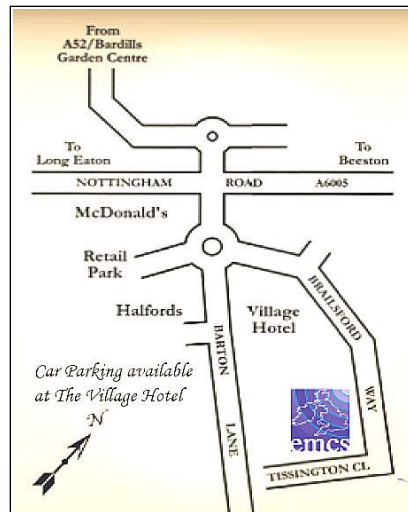 From
A52/Bardills
Garden Centre
To
Long Eaton
To
Beeston
NOTTINGHAM ROAD A6005
McDonald's
Retail
Park
Halfords
Village
Hotel
BRAILSFORD
WAY
BARTON
LANE
Car Parking available
at The Village Hotel
N
emcs
TISSINGTON CL.